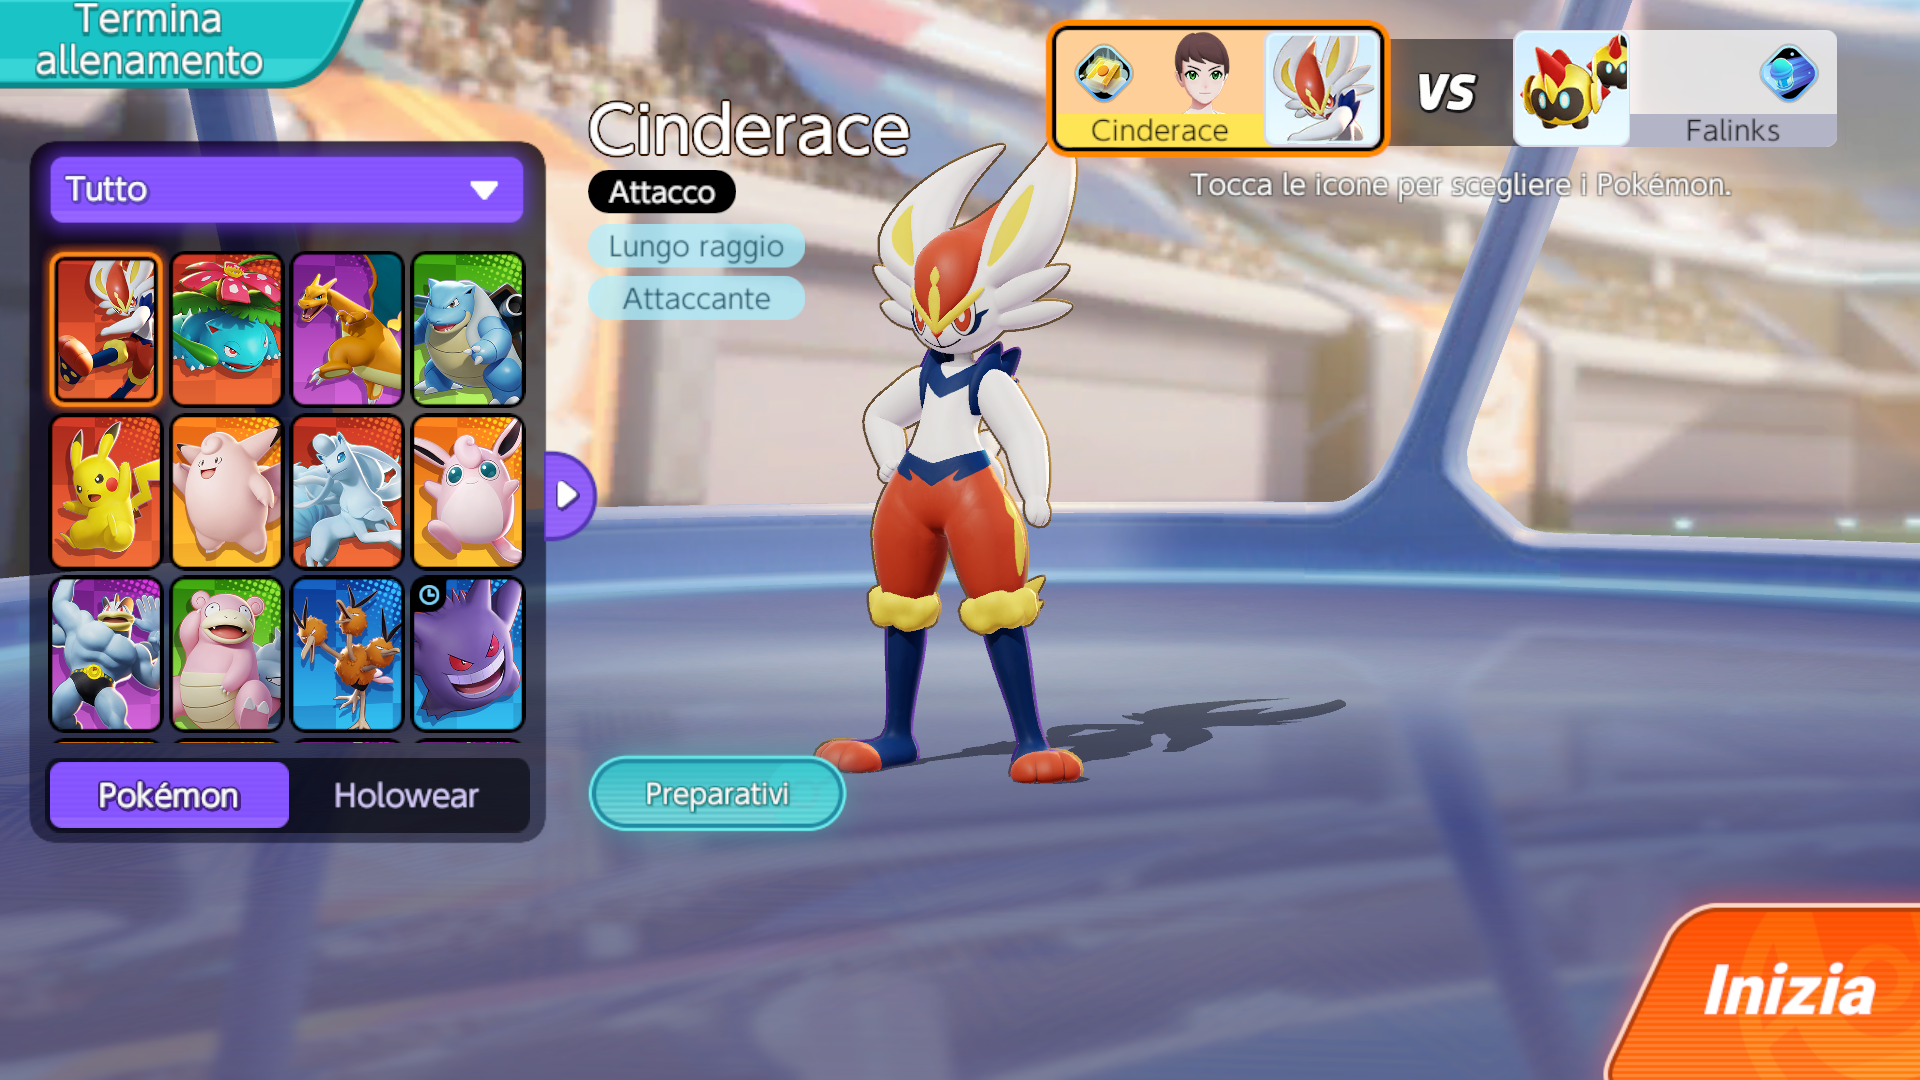 Termina
allenamento
Tutto
Pokémon
Holowear
Cinderace
Attacco
Lungo raggio
Attaccante
Preparativi
Cinderace
VS
Falinks
Tocca le icone per scegliere i Pokémon.
Inizia